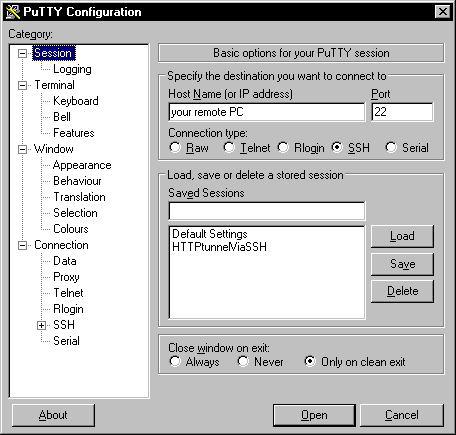 PuTTY Configuration
Category:
Session
Logging
Terminal
Keyboard
Bell
Features
Window
Appearance
Behaviour
Translation
Selection
Colours
Connection
Data
Proxy
Telnet
Rlogin
SSH
Serial
Basic options for your PuTTY session
Specify the destination you want to connect to
Host Name (or IP address) Port
your remote PC 22
Connection type:
Raw Telnet Rlogin SSH Serial
Load, save or delete a stored session
Saved Sessions
Default Settings
HTTPtunnelViaSSH
Load
Save
Delete
Close window on exit:
Always Never Only on clean exit
About Open Cancel